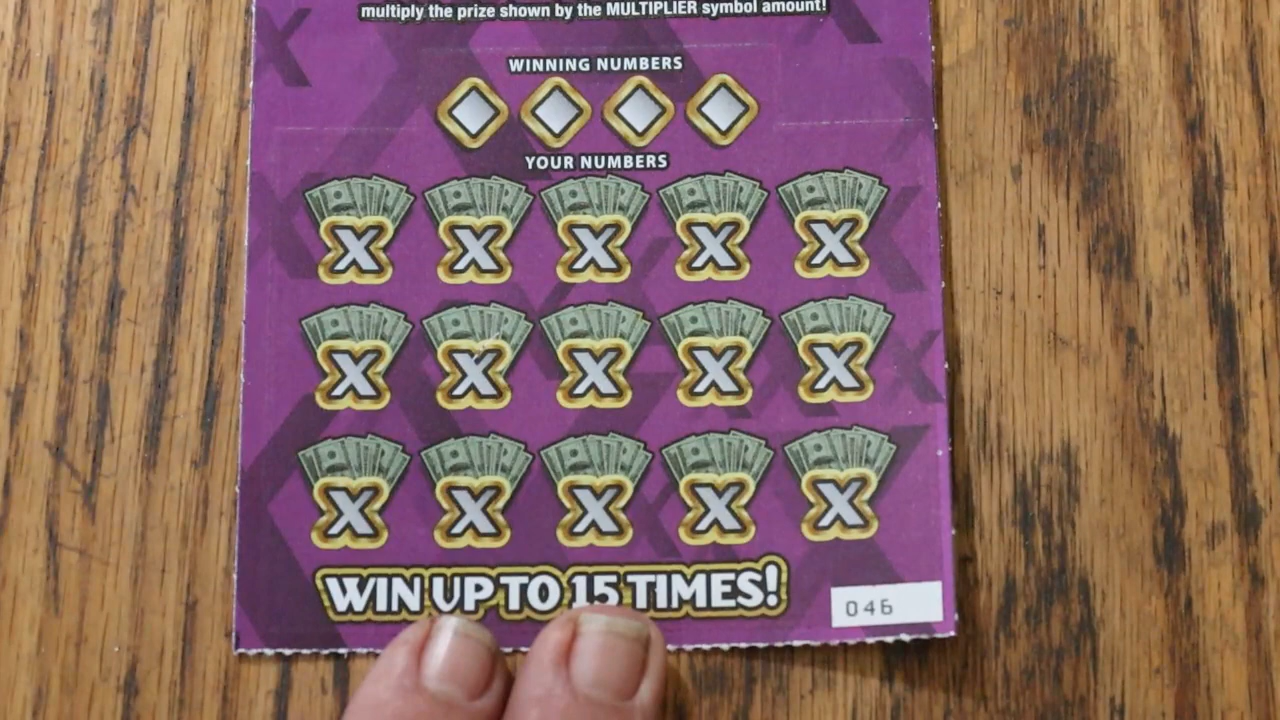 multiply the prize shown by the MULTIPLIER symbol amount!
WINNING NUMBERS
YOUR NUMBERS
X X X X X
X X X X X
X X X X X
WIN UP TO 15 TIMES!
046